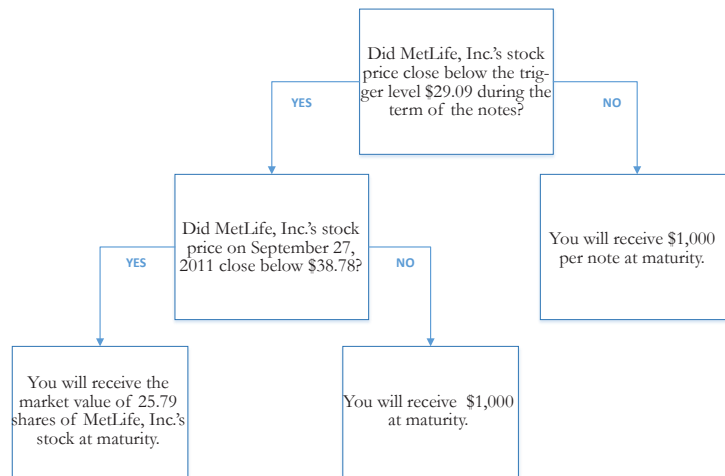 Did MetLife, Inc.'s stock
price close below the trig-
ger level $29.09 during the
term of the notes?
YES
NO
Did MetLife, Inc.'s stock
price on September 27,
2011 close below $38.78?
You will receive $1,000
per note at maturity.
YES
NO
You will receive the
market value of 25.79
shares of MetLife, Inc.'s
stock at maturity.
You will receive $1,000
at maturity.